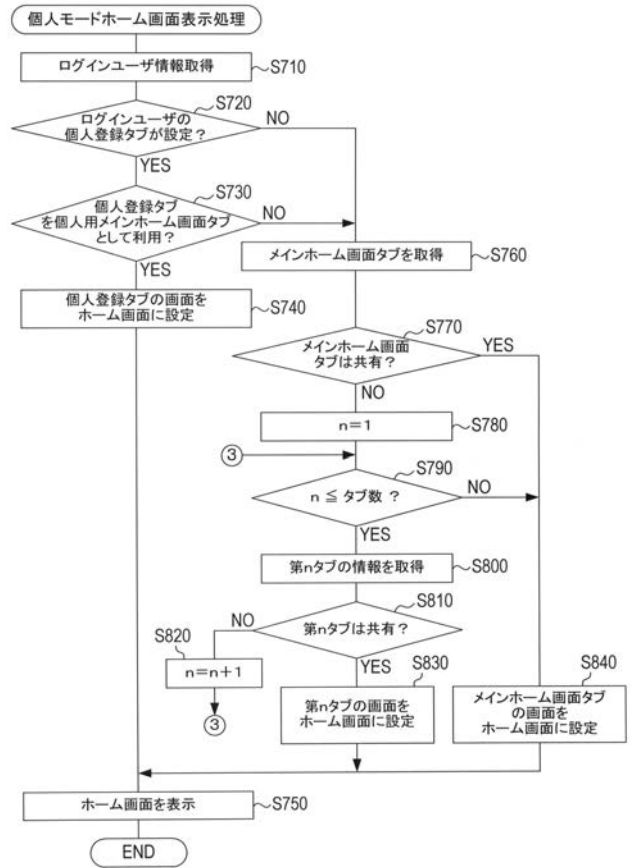 個人モードホーム画面表示処理
ログインユーザ情報取得
S710
ログインユーザの
個人登録タブが設定?
S720
NO
YES
個人登録タブ
を個人用メインホーム画面タブ
として利用?
S730
NO
YES
個人登録タブの画面を
ホーム画面に設定
S740
メインホーム画面タブを取得
S760
メインホーム画面
タブは共有?
S770
YES
NO
n=1
S780
③
n≦タブ数?
S790
NO
YES
第nタブの情報を取得
S800
第nタブは共有?
S810
NO
YES
S820
n=n+1
③
第nタブの画面を
ホーム画面に設定
S830
メインホーム画面タブ
の画面を
ホーム画面に設定
S840
ホーム画面を表示
S750
END